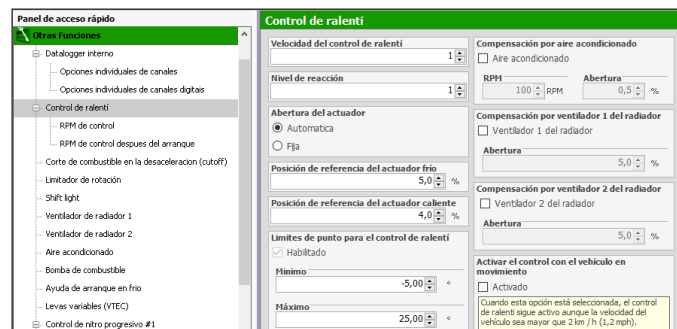 Panel de acceso rápido
Otras Funciones
Datalogger interno
Opciones individuales de canales
Opciones individuales de canales digitais
Control de ralentí
RPM de control
RPM de control despues del arranque
Corte de combustible en la desaceleracion (cutoff)
Limitador de rotación
Shift light
Ventilador de radiador 1
Ventilador de radiador 2
Aire acondicionado
Bomba de combustible
Ayuda de arranque en frio
Levas variables (VTEC)
Control de nitro progresivo #1
Control de ralentí
Velocidad del control de ralentí
1
Nivel de reacción
1
Abertura del actuador
Automatica
Fija
Posición de referencia del actuador frío
5,0 %
Posición de referencia del actuador caliente
4,0 %
Limites de punto para el control de ralentí
Habilitado
Mínimo
-5,00 °
Máximo
25,00 °
Compensación por aire acondicionado
Aire acondicionado
RPM Abertura
100 RPM 0,5 %
Compensación por ventilador 1 del radiador
Ventilador 1 del radiador
Abertura
5,0 %
Compensación por ventilador 2 del radiador
Ventilador 2 del radiador
Abertura
5,0 %
Activar el control con el vehículo en
movimiento
Activado
Cuando esta opción está seleccionada, el control
de ralenti sigue activo aunque la velocidad del
vehículo sea mayor que 2 km / h (1,2 mph).